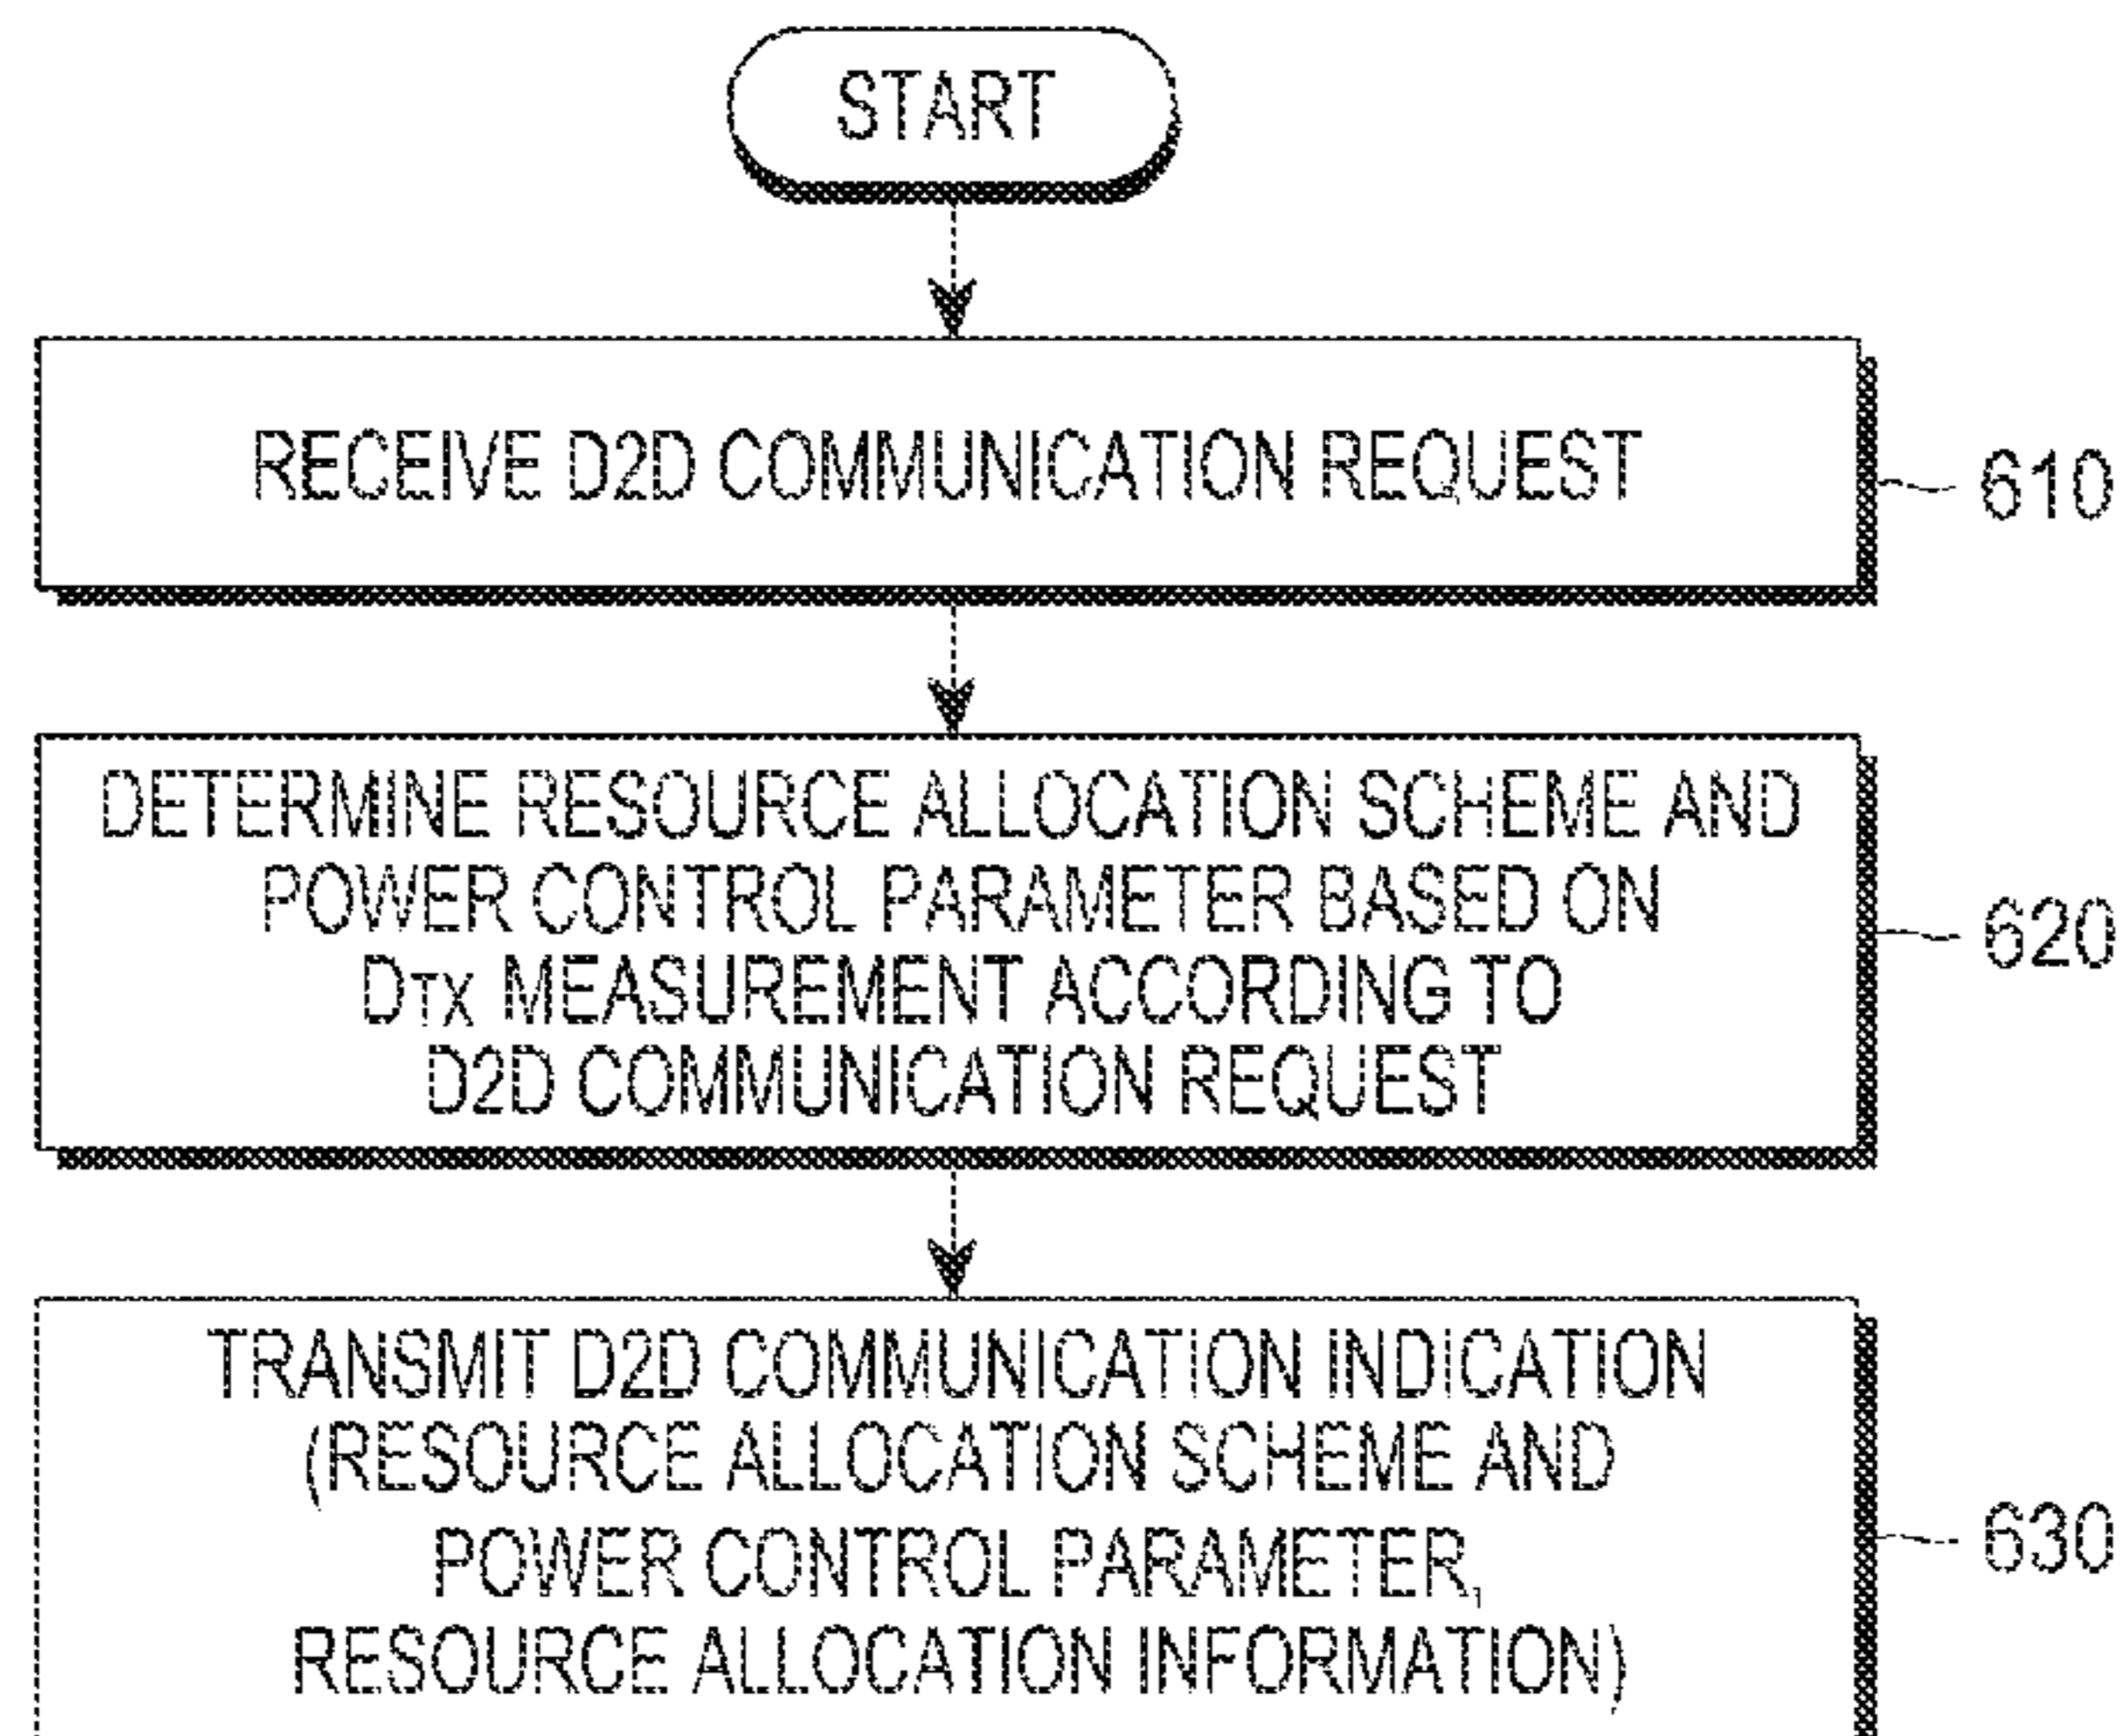 START
RECEIVE D2D COMMUNICATION REQUEST
610
DETERMINE RESOURCE ALLOCATION SCHEME AND
POWER CONTROL PARAMETER BASED ON
DTX MEASUREMENT ACCORDING TO
D2D COMMUNICATION REQUEST
620
TRANSMIT D2D COMMUNICATION INDICATION
(RESOURCE ALLOCATION SCHEME AND
POWER CONTROL PARAMETER,
RESOURCE ALLOCATION INFORMATION)
630